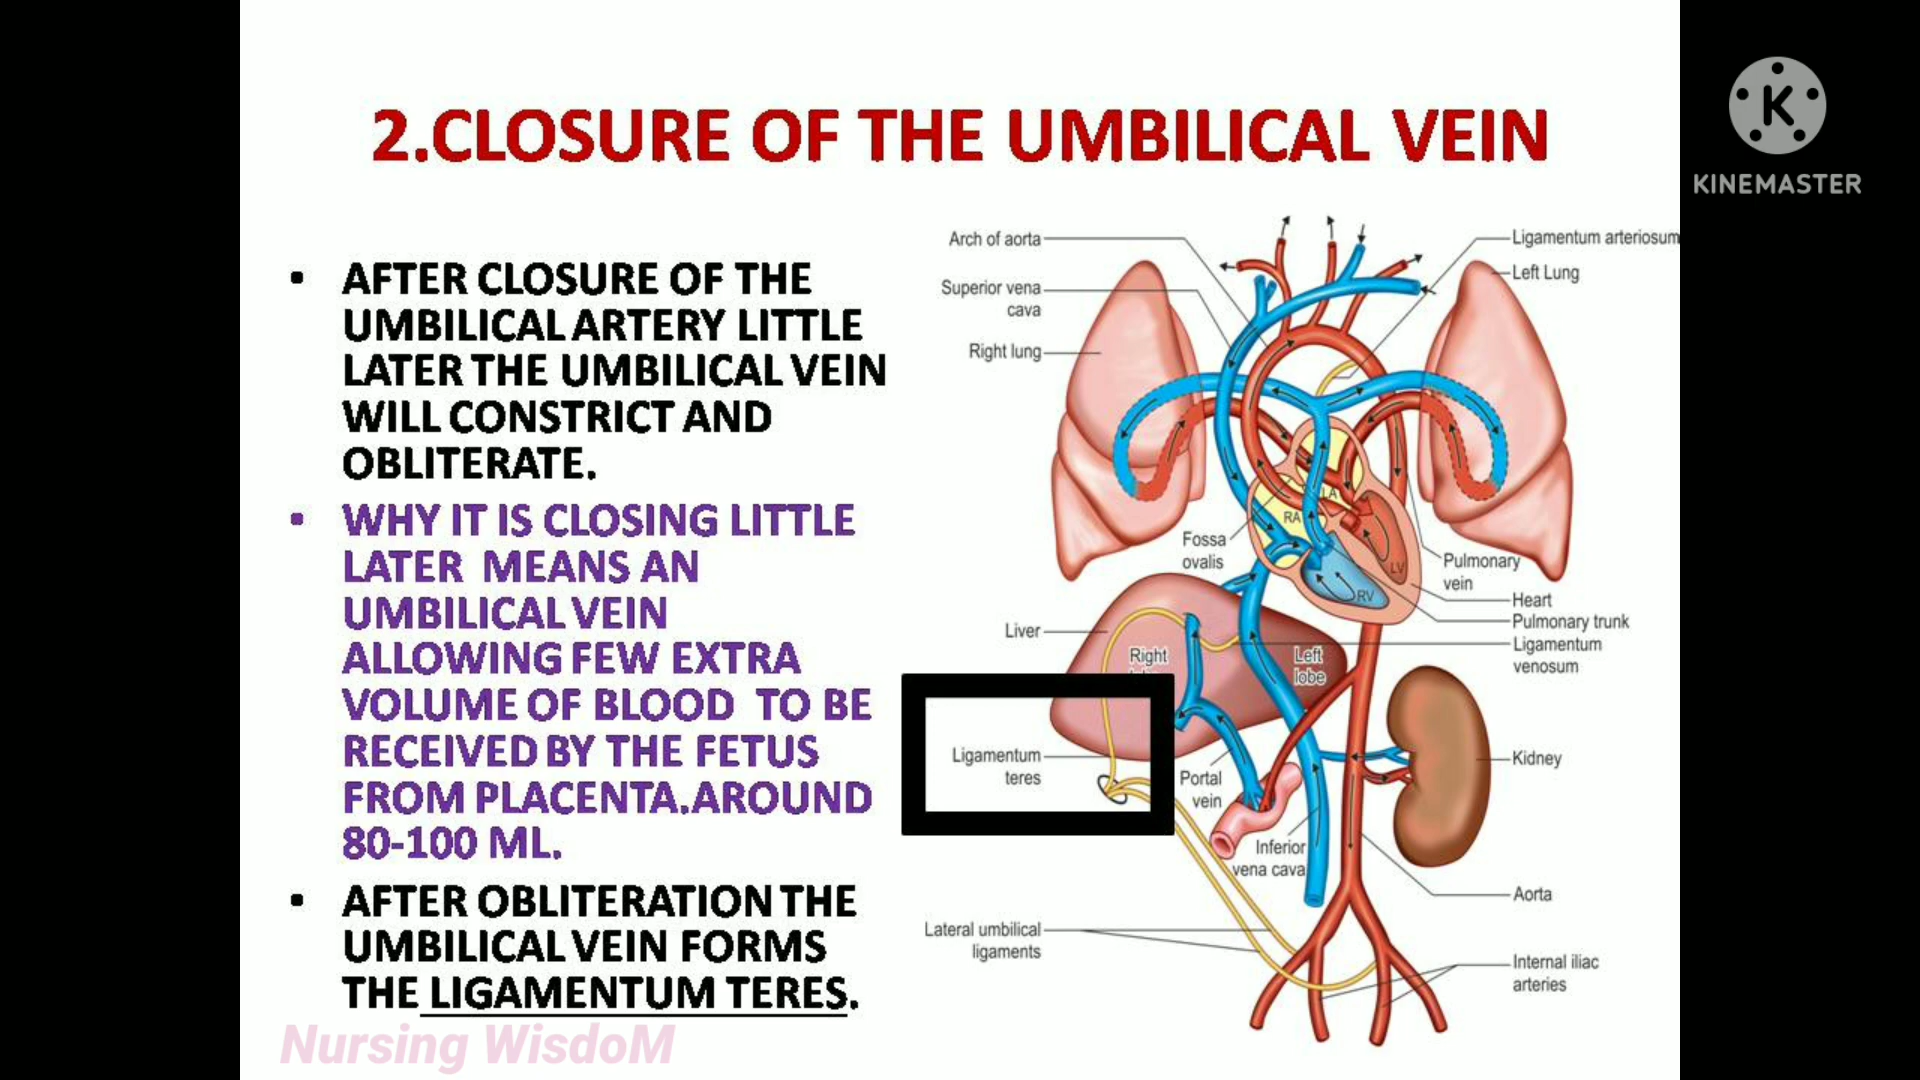 2.CLOSURE OF THE UMBILICAL VEIN
KINEMASTER
• AFTER CLOSURE OF THE
UMBILICAL ARTERY LITTLE
LATER THE UMBILICAL VEIN
WILL CONSTRICT AND
OBLITERATE.
• WHY IT IS CLOSING LITTLE
LATER MEANS AN
UMBILICAL VEIN
ALLOWING FEW EXTRA
VOLUME OF BLOOD TO BE
RECEIVED BY THE FETUS
FROM PLACENTA.AROUND
80-100 ML.
• AFTER OBLITERATION THE
UMBILICAL VEIN FORMS
THE LIGAMENTUM TERES.
Nursing WisdoM
Arch of aorta
Superior vena
cava
Right lung
Ligamentum arteriosum
Left Lung
LA
RA
LV
RV
Fossa
ovalis
Pulmonary
vein
Heart
Pulmonary trunk
Ligamentum
venosum
Liver
Right
Left
lobe
Ligamentum
teres
Portal
vein
Kidney
Inferior
vena cava
Aorta
Lateral umbilical
ligaments
Internal iliac
arteries